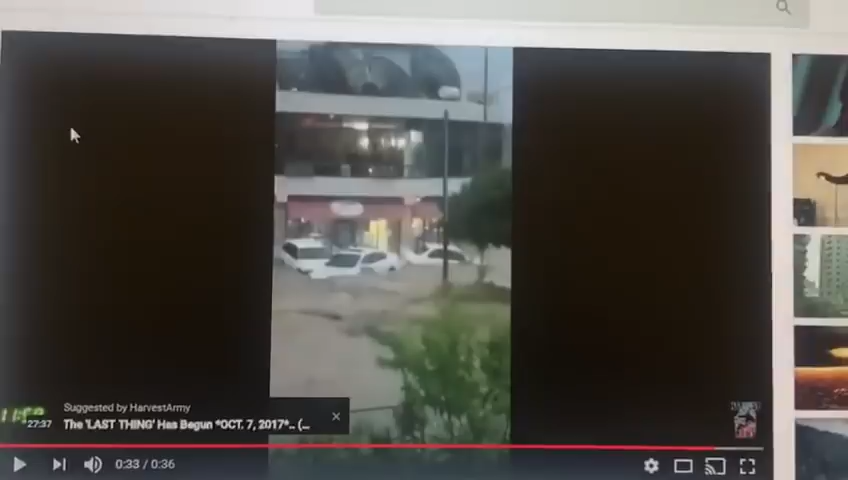 Suggested by HarvestArmy
The 'LAST THING' Has Begun *OCT. 7, 2017*.. (...
27:37
0:33 / 0:36